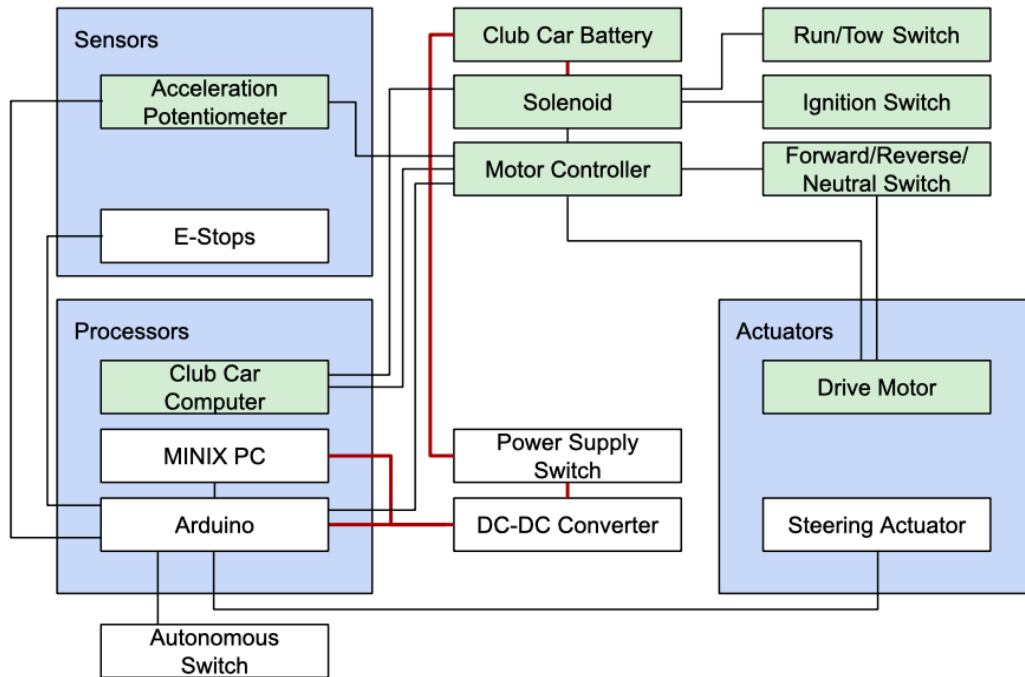 Sensors
Acceleration
Potentiometer
E-Stops
Club Car Battery
Solenoid
Motor Controller
Run/Tow Switch
Ignition Switch
Forward/Reverse/
Neutral Switch
Processors
Club Car
Computer
MINIX PC
Arduino
Power Supply
Switch
DC-DC Converter
Actuators
Drive Motor
Steering Actuator
Autonomous
Switch